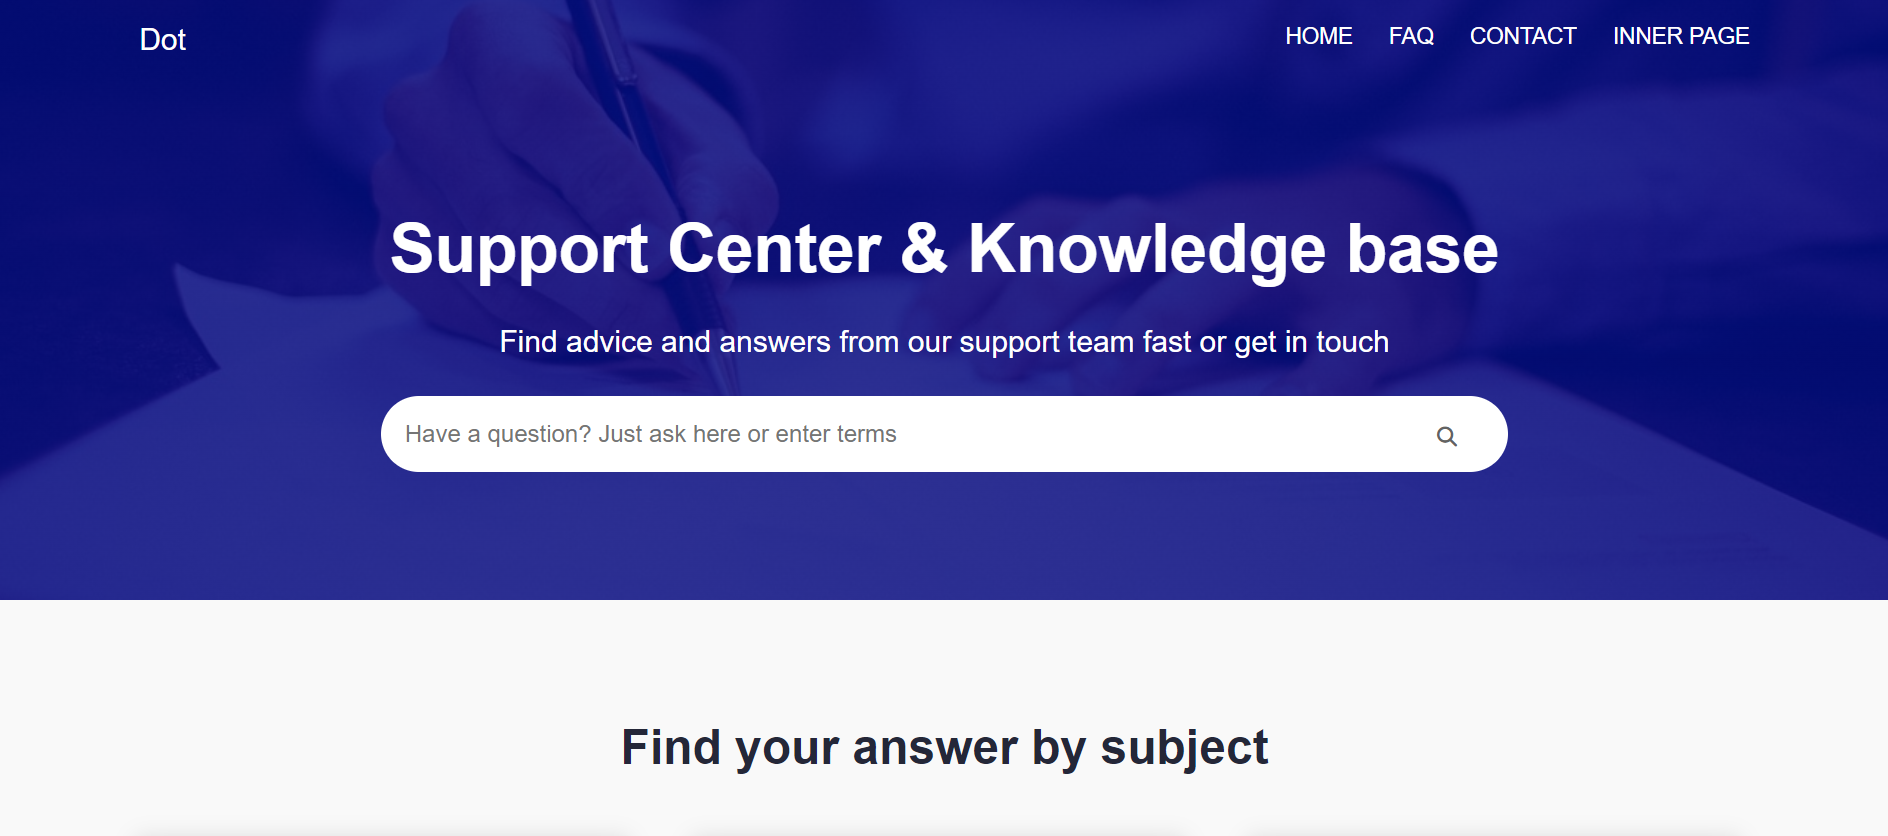 Dot
HOME FAQ CONTACT INNER PAGE
Support Center & Knowledge base
Find advice and answers from our support team fast or get in touch
Have a question? Just ask here or enter terms
Find your answer by subject